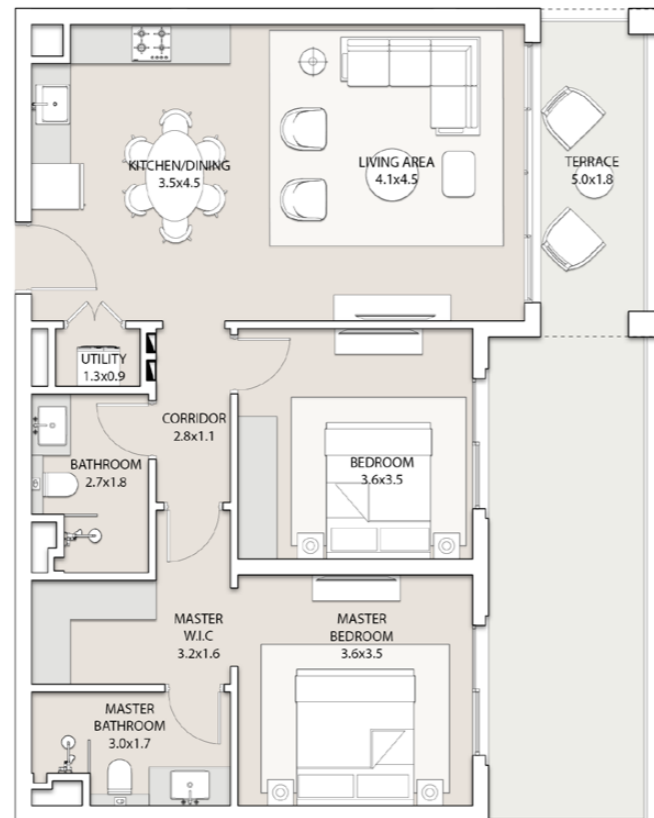 KITCHEN/DINING
3.5x4.5
LIVING AREA
4.1x4.5
TERRACE
5.0x1.8
UTILITY
1.3x0.9
CORRIDOR
2.8x1.1
BATHROOM
2.7x1.8
BEDROOM
3.6x3.5
MASTER
W.I.C
3.2x1.6
MASTER
BEDROOM
3.6x3.5
MASTER
BATHROOM
3.0x1.7